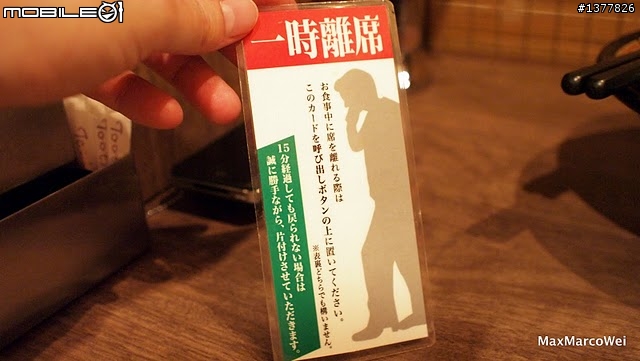 MOBILE01
#1377826
一時離席
お食事中に席を離れる際は
このカードを呼び出しボタンの上に置いてください。
※表裏どちらでも構いません。
15分経過しても戻られない場合は
誠に勝手ながら、片付けさせていただきます。
MaxMarcoWei